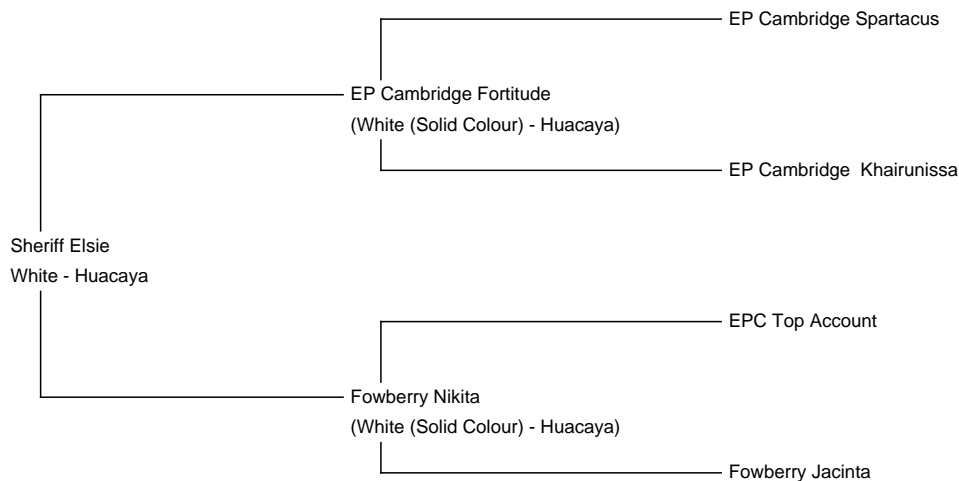 EP Cambridge Spartacus
EP Cambridge Fortitude
(White (Solid Colour) - Huacaya)
EP Cambridge  Khairunissa
Sheriff Elsie
White - Huacaya
EPC Top Account
Fowberry Nikita
(White (Solid Colour) - Huacaya)
Fowberry Jacinta